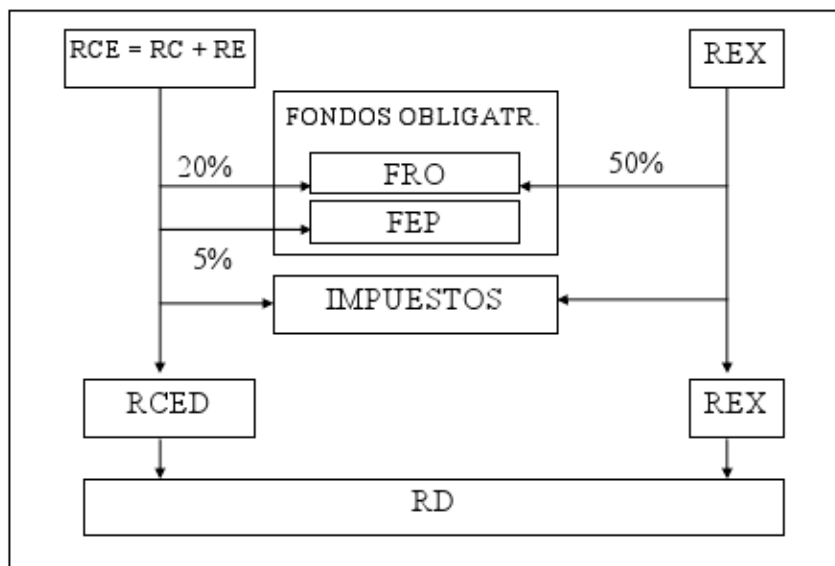 RCE = RC + RE
REX
FONDOS OBLIGATR.
20%
FRO
50%
FEP
5%
IMPUESTOS
RCED
REX
RD